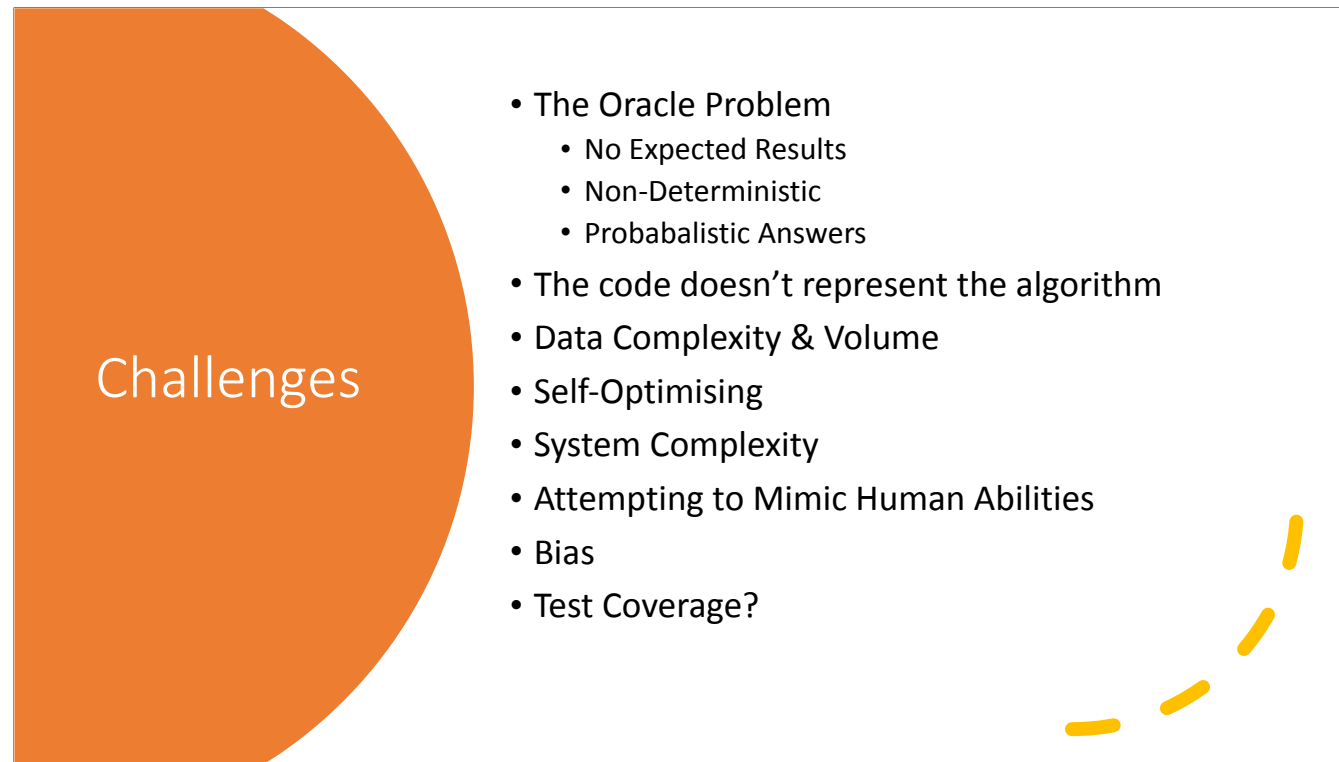 Challenges
• The Oracle Problem
• No Expected Results
• Non-Deterministic
• Probabalistic Answers
• The code doesn’t represent the algorithm
• Data Complexity & Volume
• Self-Optimising
• System Complexity
• Attempting to Mimic Human Abilities
• Bias
• Test Coverage?